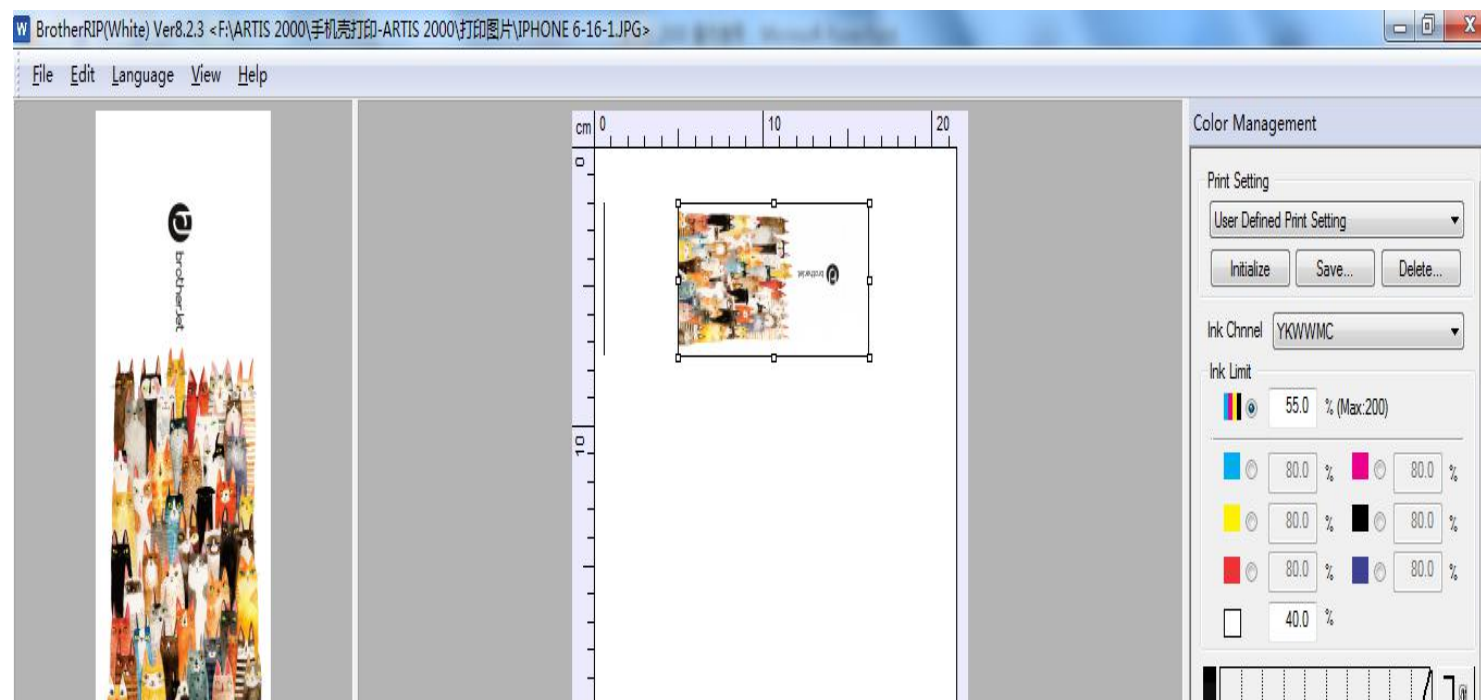 W BrotherRIP(White) Ver8.2.3 <F:\ARTIS 2000\手机壳打印-ARTIS 2000\打印图片\IPHONE 6-16-1.JPG>
File Edit Language View Help
brotherJet
cm 0 10 20
0
brotherJet
10
Color Management
Print Setting
User Defined Print Setting
Initialize Save... Delete...
Ink Chnnel YKWWMC
Ink Limit
55.0 % (Max:200)
80.0 % 80.0 %
80.0 % 80.0 %
80.0 % 80.0 %
40.0 %